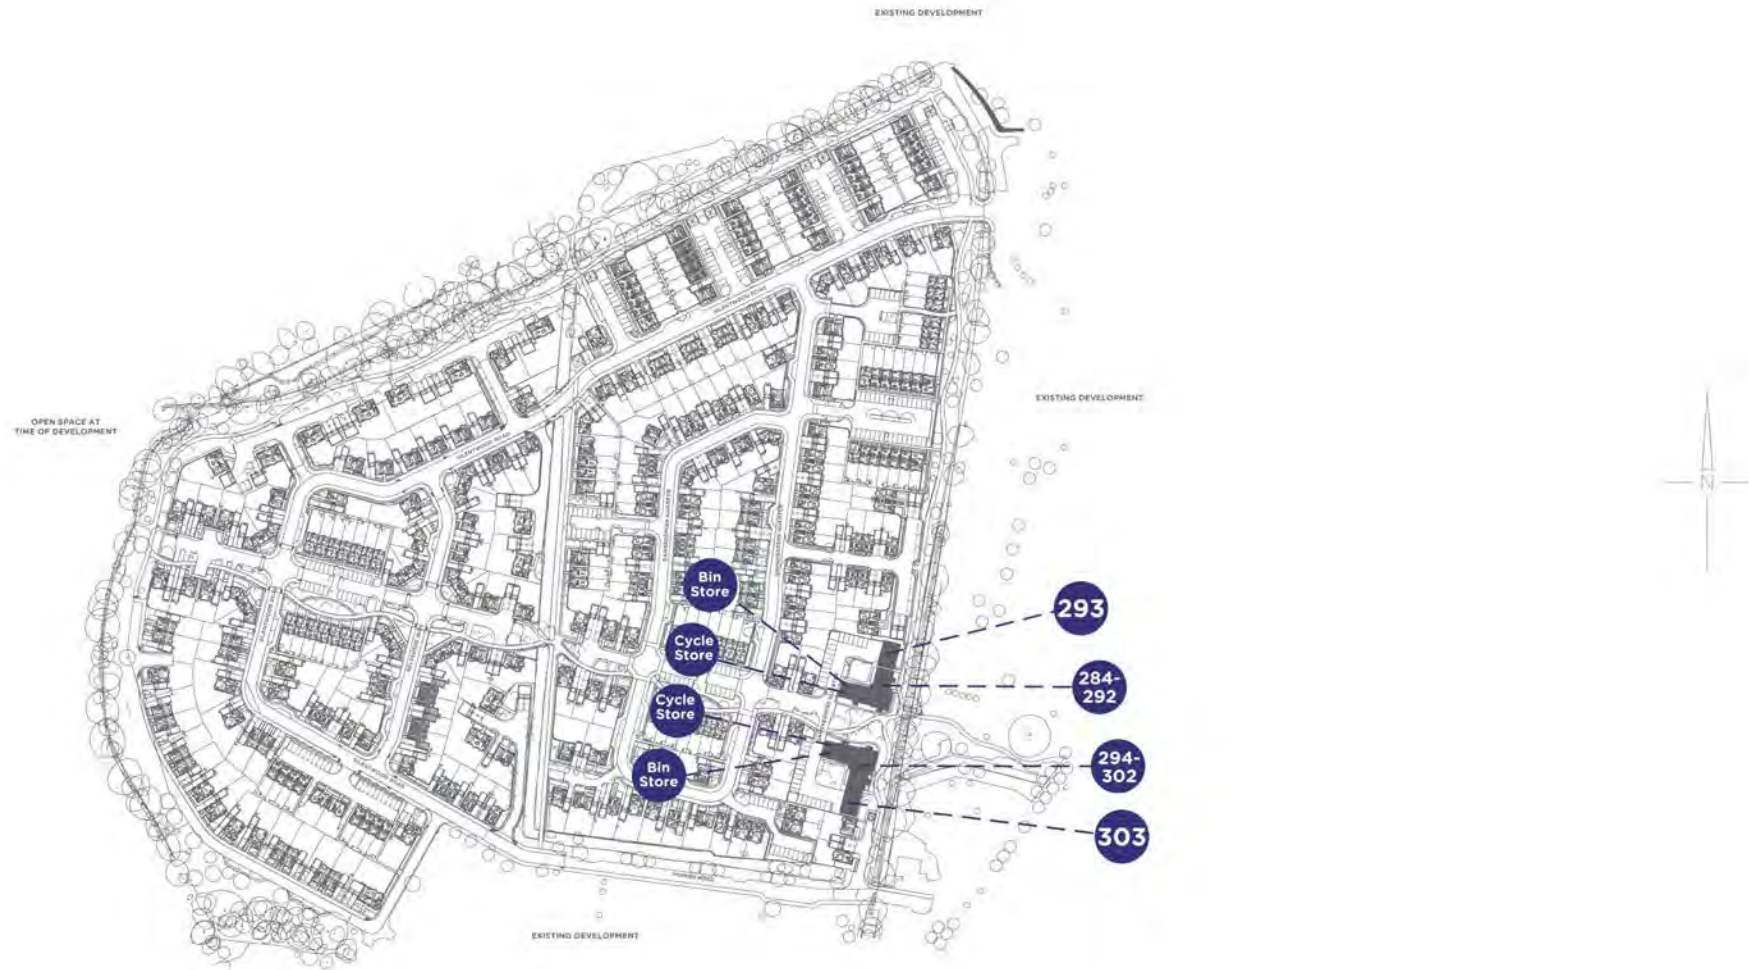 EXISTING DEVELOPMENT
EXISTING DEVELOPMENT
OPEN SPACE AT
TIME OF DEVELOPMENT
N
Bin
Store
293
Cycle
Store
284-
292
Cycle
Store
294-
302
Bin
Store
303
EXISTING DEVELOPMENT